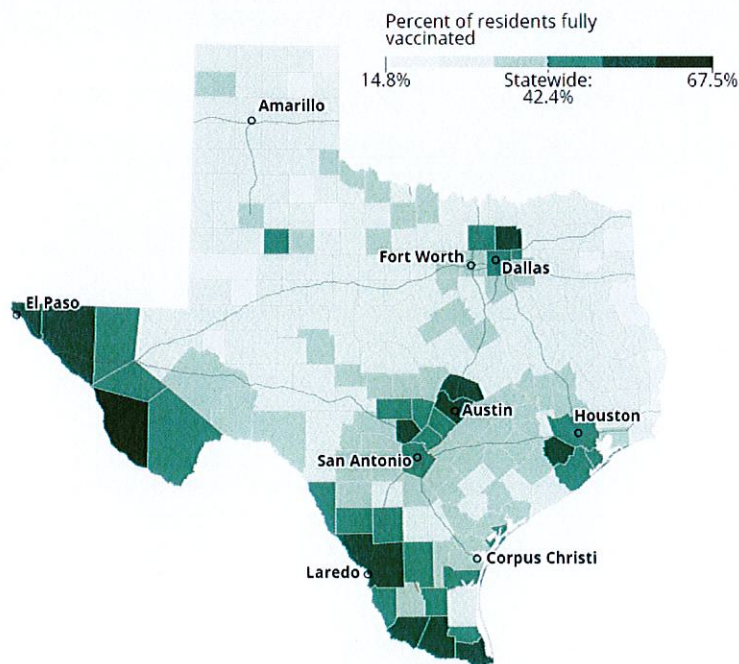 Percent of residents fully
vaccinated
14.8%
Statewide:
42.4%
67.5%
Amarillo
Fort Worth
Dallas
El Paso
Austin
Houston
San Antonio
Laredo
Corpus Christi